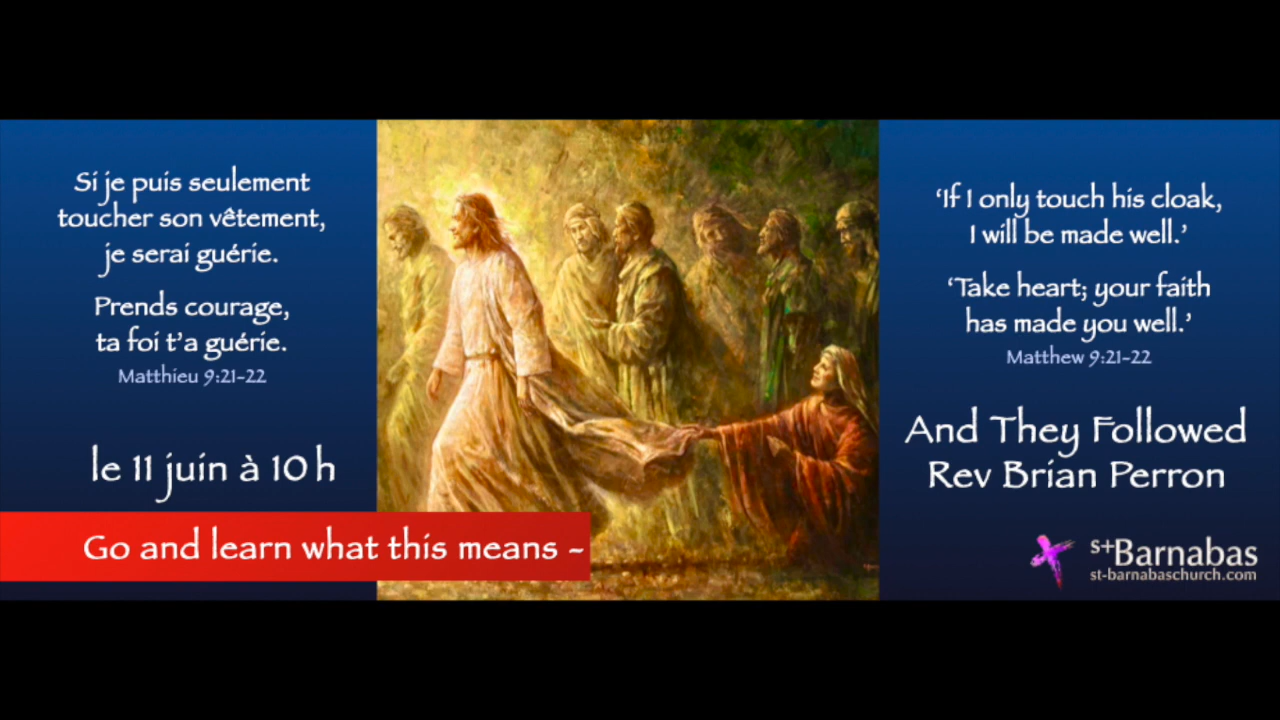 Si je puis seulement
toucher son vêtement,
je serai guérie.
Prends courage,
ta foi t'a guérie.
Matthieu 9:21-22
le 11 juin à 10 h
Go and learn what this means ~
‘If I only touch his cloak,
I will be made well.’
‘Take heart; your faith
has made you well.’
Matthew 9:21-22
And They Followed
Rev Brian Perron
st Barnabas
st-barnabaschurch.com